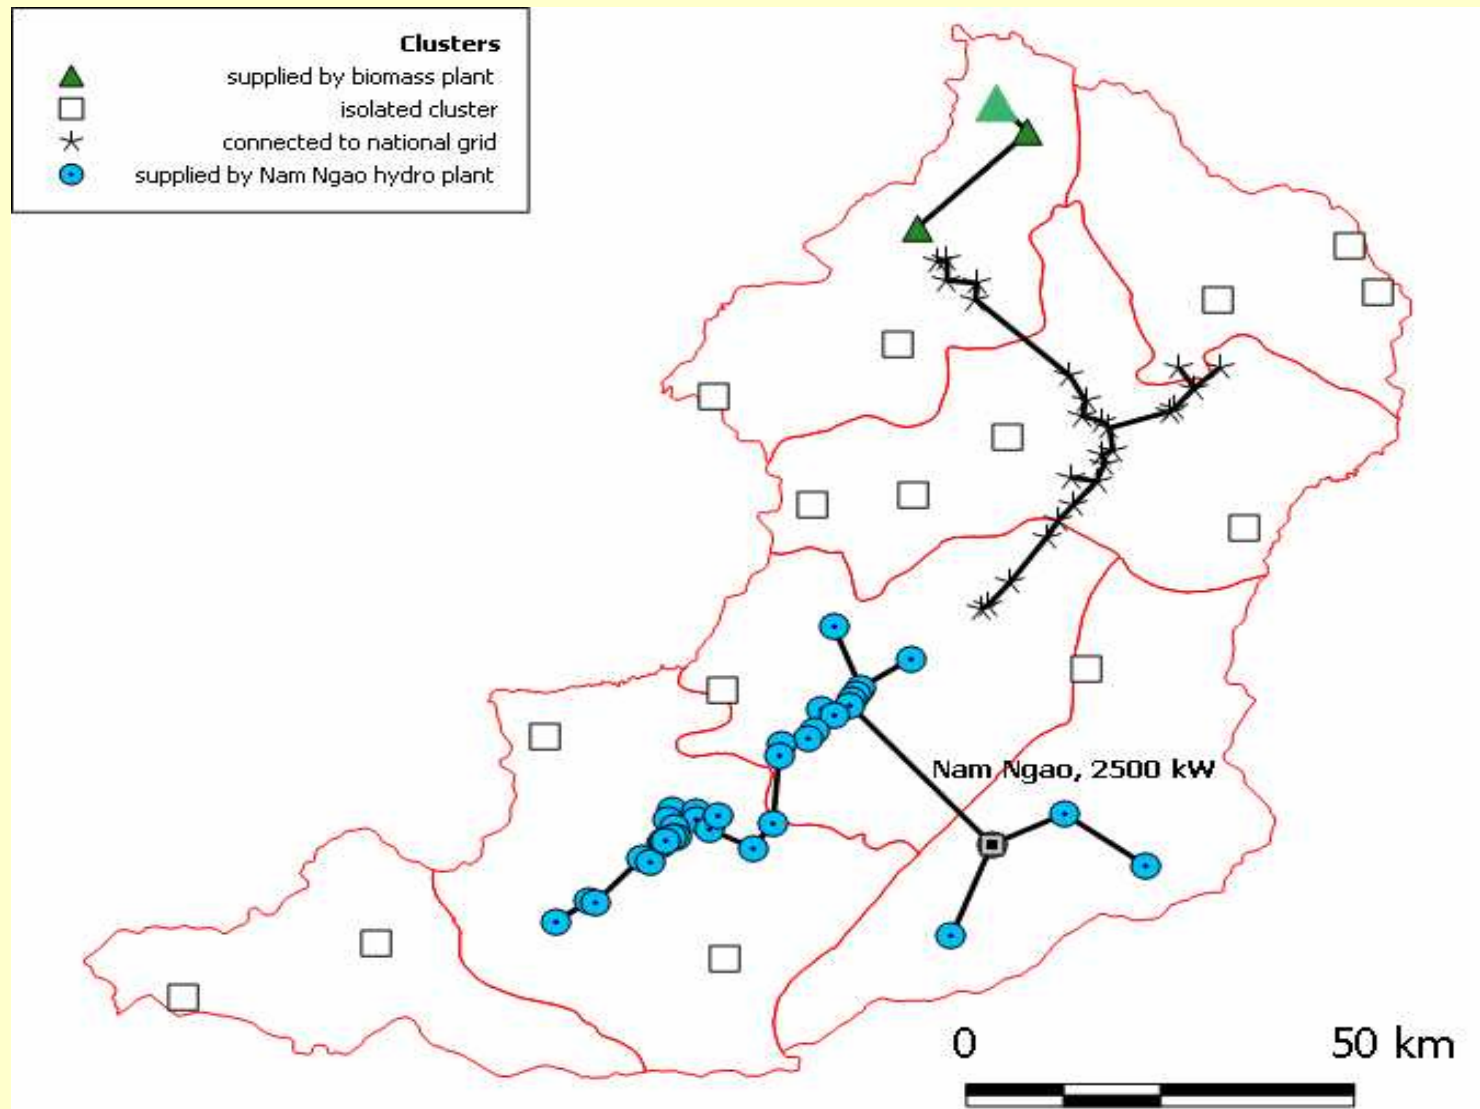 Clusters
supplied by biomass plant
isolated cluster
connected to national grid
supplied by Nam Ngao hydro plant
Nam Ngao, 2500 kW
0 50 km